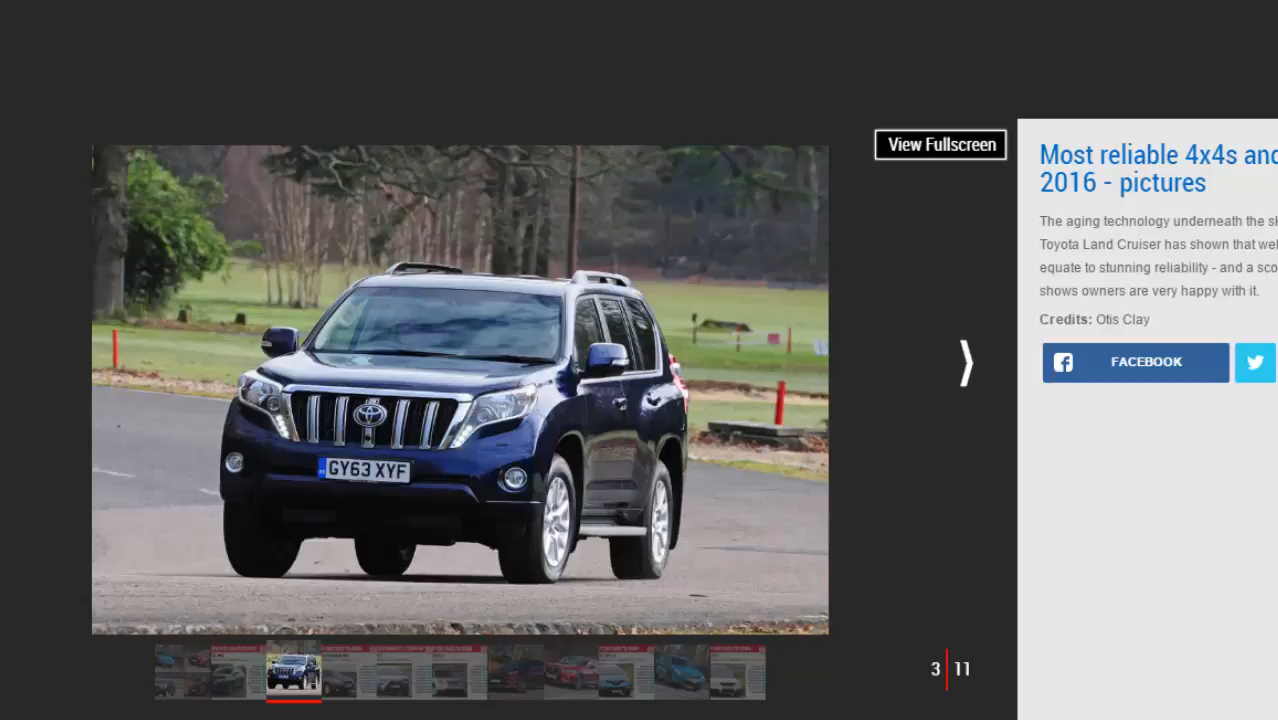 View Fullscreen
Most reliable 4x4s and
2016 - pictures
The aging technology underneath the
Toyota Land Cruiser has shown that
equate to stunning reliability - and a
shows owners are very happy with it.
Credits: Otis Clay
FACEBOOK
GY63 XYF
3 11